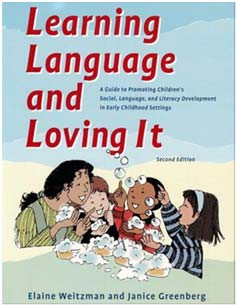 Learning
Language
and
Loving It
A Guide to Promoting Children's
Social, Language, and Literacy Development
in Early Childhood Settings
Second Edition
Elaine Weitzman and Janice Greenberg